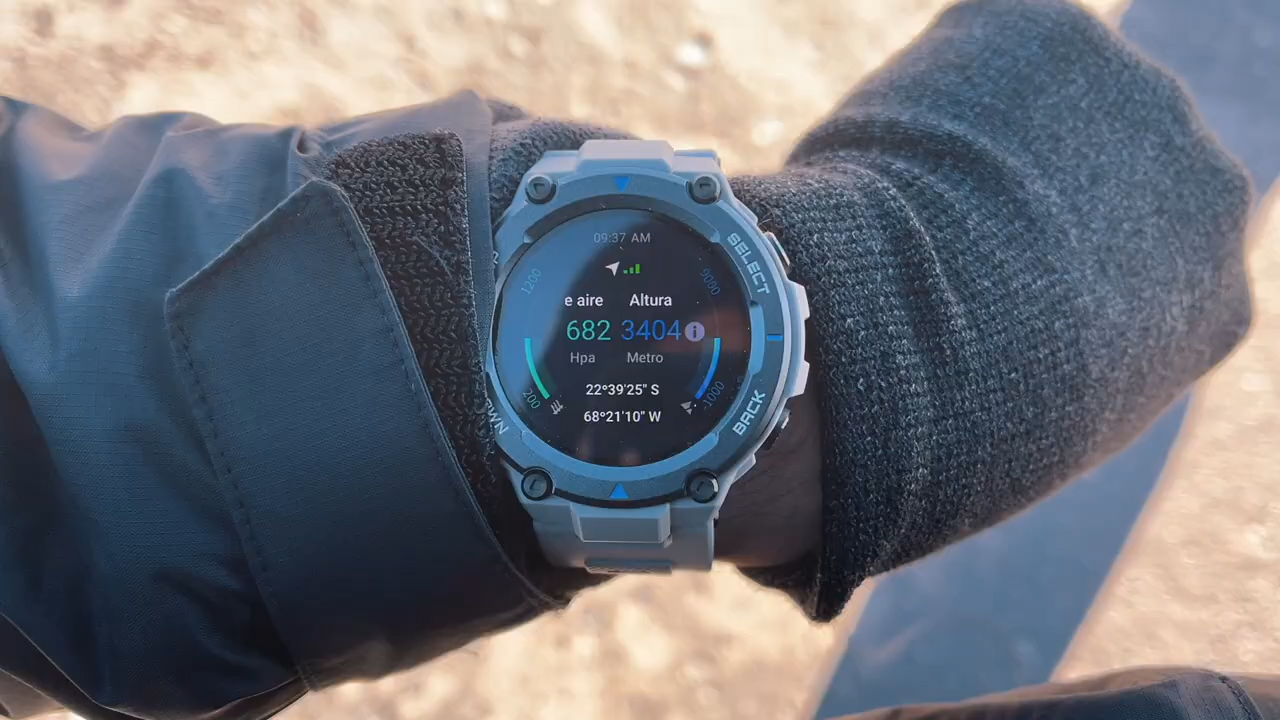 09:37 AM
1200
9000
e aire Altura
682 3404
Hpa Metro
22°39'25" S
68°21'10" W
200
-1000
SELECT
BACK